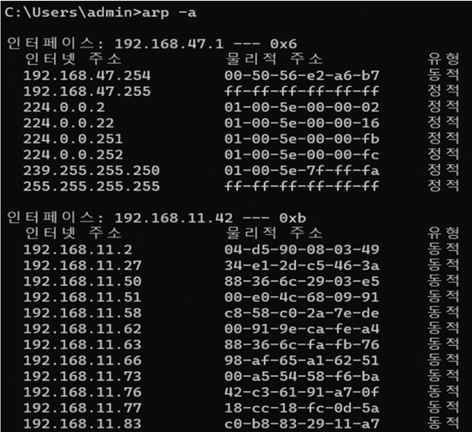 C:\Users\admin>arp -a
인터페이스: 192.168.47.1 --- 0x6
인터넷 주소 물리적 주소 유형
192.168.47.254 00-50-56-e2-a6-b7 동적
192.168.47.255 ff-ff-ff-ff-ff-ff 정적
224.0.0.2 01-00-5e-00-00-02 정적
224.0.0.22 01-00-5e-00-00-16 정적
224.0.0.251 01-00-5e-00-00-fb 정적
224.0.0.252 01-00-5e-00-00-fc 정적
239.255.255.250 01-00-5e-7f-ff-fa 정적
255.255.255.255 ff-ff-ff-ff-ff-ff 정적
인터페이스: 192.168.11.42 --- 0xb
인터넷 주소 물리적 주소 유형
192.168.11.2 04-d5-90-08-03-49 동적
192.168.11.27 34-e1-2d-c5-46-3a 동적
192.168.11.50 88-36-6c-29-03-e5 동적
192.168.11.51 00-e0-4c-68-09-91 동적
192.168.11.58 c8-58-c0-2a-7e-de 동적
192.168.11.62 00-91-9e-ca-fe-a4 동적
192.168.11.63 88-36-6c-fa-fb-76 동적
192.168.11.66 98-af-65-a1-62-51 동적
192.168.11.73 00-a5-54-58-f6-ba 동적
192.168.11.76 42-c3-61-91-a7-0f 동적
192.168.11.77 18-cc-18-fc-0d-5a 동적
192.168.11.83 c0-b8-83-29-11-a7 동적